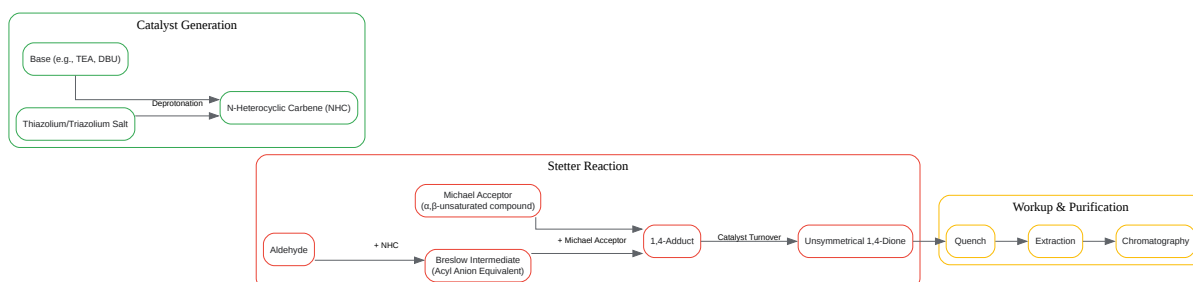 Catalyst Generation
Base (e.g., TEA, DBU)
Deprotonation
N-Heterocyclic Carbene (NHC)
Thiazolium/Triazolium Salt
Stetter Reaction
Michael Acceptor
(α,β-unsaturated compound)
Aldehyde
+ NHC
Breslow Intermediate
(Acyl Anion Equivalent)
+ Michael Acceptor
1,4-Adduct
Catalyst Turnover
Unsymmetrical 1,4-Dione
Workup & Purification
Quench
Extraction
Chromatography